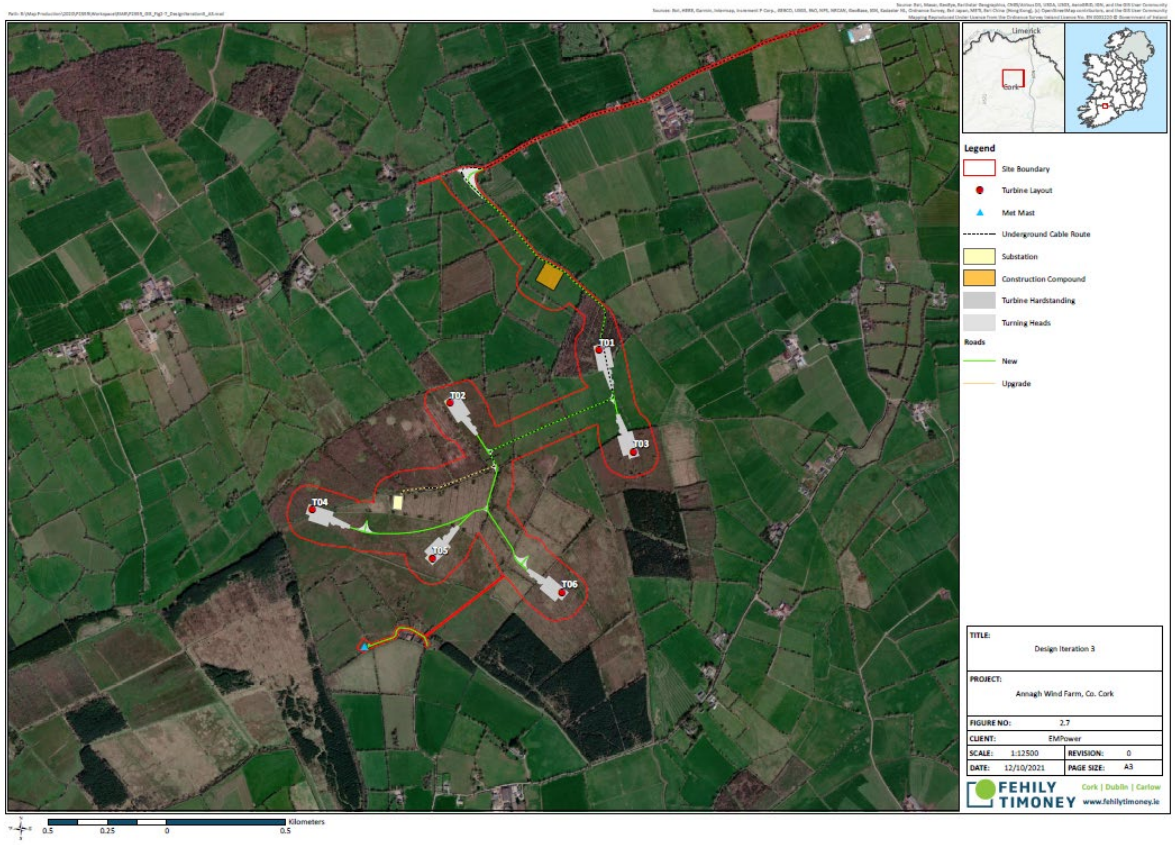 Limerick
Cork
Legend
Site Boundary
Turbine Layout
Met Mast
Underground Cable Route
Substation
Construction Compound
Turbine Hardstanding
Turning Heads
Roads
New
Upgrade
T01
T02
T03
T04
T05
T06
TITLE:
Design Iteration 3
PROJECT:
Annagh Wind Farm, Co. Cork
FIGURE NO: 2.7
CLIENT: EMPower
SCALE: 1:12500 REVISION: 0
DATE: 12/10/2021 PAGE SIZE: A3
FEHILY
TIMONEY
Cork | Dublin | Carlow
www.fehilytimoney.ie
Kilometers
0.5 0.25 0 0.5